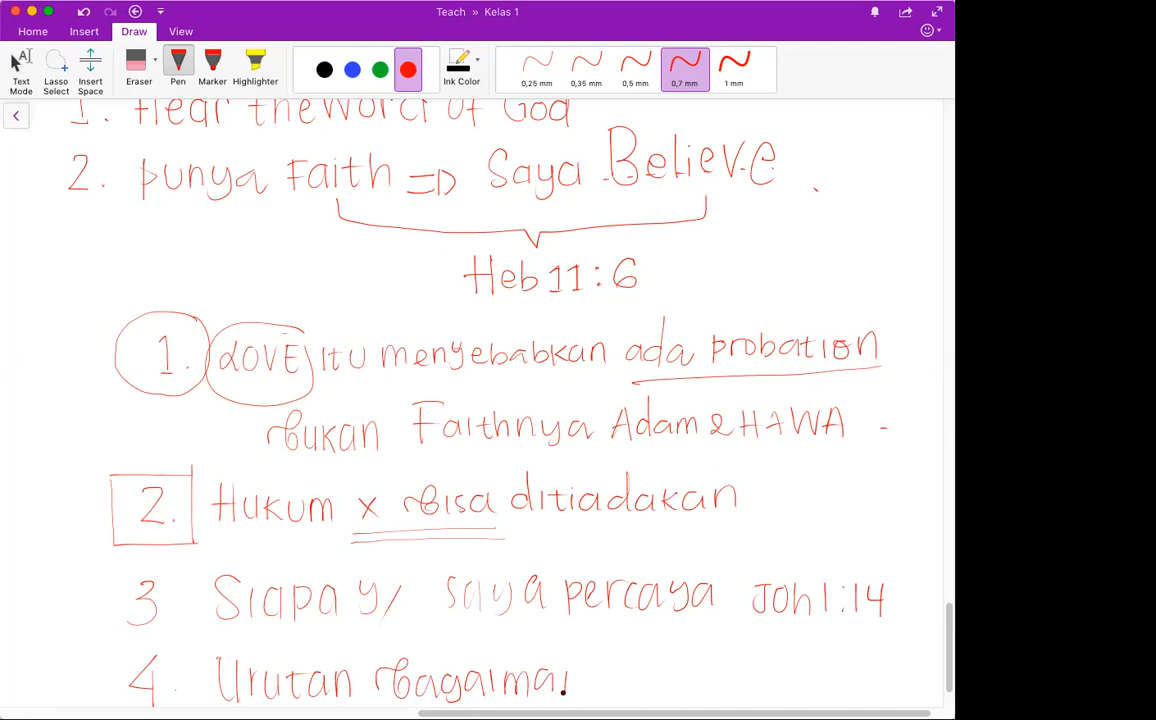 Teach » Kelas 1
Home Insert Draw View
Text Mode Lasso Select Insert Space Eraser Pen Marker Highlighter Ink Color 0,25 mm 0,35 mm 0,5 mm 0,7 mm 1 mm
1. Hear the Word of God
2. punya Faith => Saya Believe.
Heb 11:6
1. LOVE itu menyebabkan ada probation
bukan Faithnya Adam & HAWA -
2. Hukum x bisa ditiadakan
3 Siapa y/ saya percaya Joh 1:14
4. Urutan bagaima